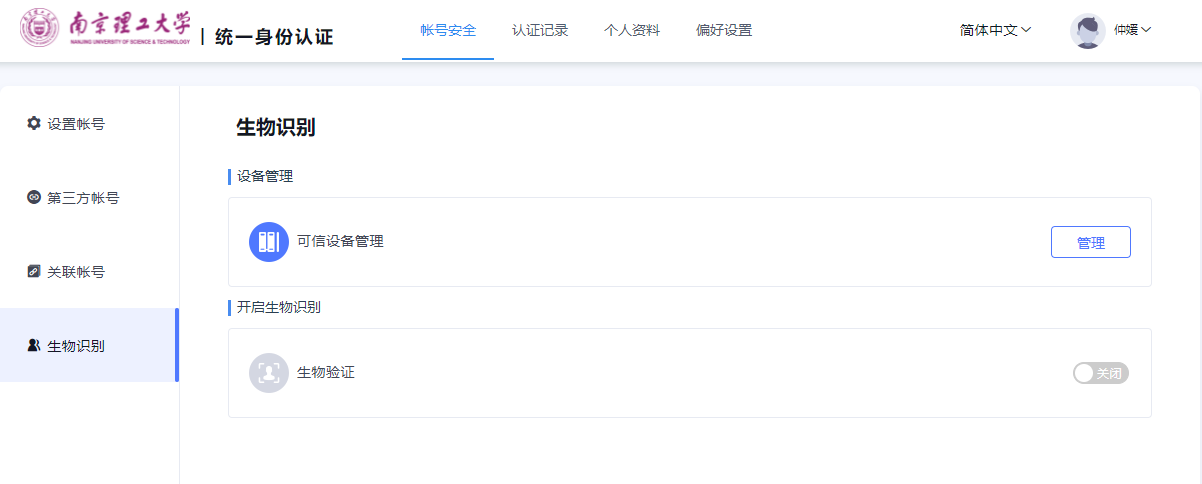 南京理工大学
NANJING UNIVERSITY OF SCIENCE & TECHNOLOGY
| 统一身份认证
帐号安全 认证记录 个人资料 偏好设置
简体中文 仲媛
设置帐号
第三方帐号
关联帐号
生物识别
生物识别
设备管理
可信设备管理
管理
开启生物识别
生物验证
关闭